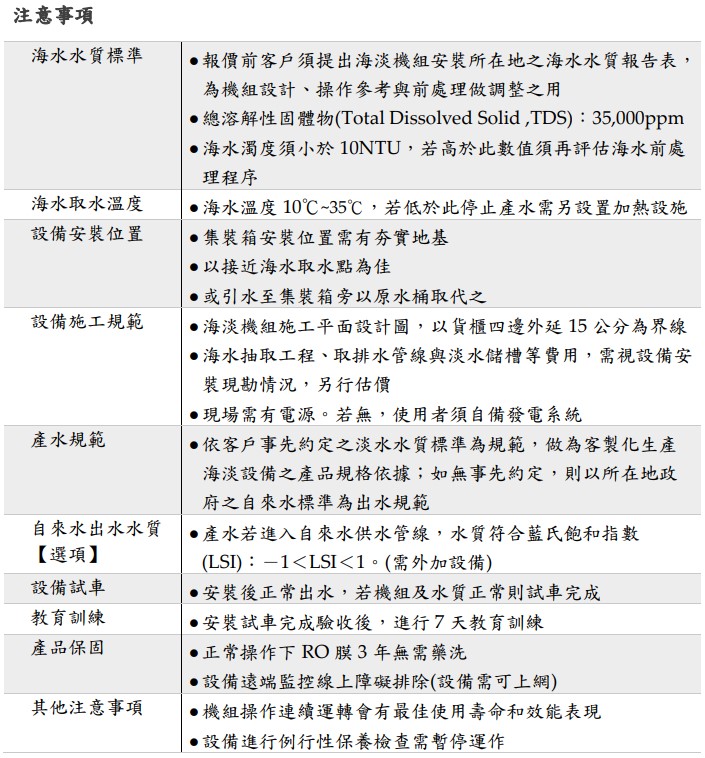 注意事項
海水水質標準
●報價前客戶須提出海淡機組安裝所在地之海水水質報告表，
為機組設計、操作參考與前處理做調整之用
●總溶解性固體物(Total Dissolved Solid ,TDS)：35,000ppm
●海水濁度須小於 10NTU，若高於此數值須再評估海水前處
理程序
海水取水溫度
●海水溫度 10℃~35℃，若低於此停止產水需另設置加熱設施
設備安裝位置
●集裝箱安裝位置需有夯實地基
●以接近海水取水點為佳
●或引水至集裝箱旁以原水桶取代之
設備施工規範
●海淡機組施工平面設計圖，以貨櫃四邊外延 15 公分為界線
●海水抽取工程、取排水管線與淡水儲槽等費用，需視設備安
裝現勘情況，另行估價
●現場需有電源。若無，使用者須自備發電系統
產水規範
●依客戶事先約定之淡水水質標準為規範，做為客製化生產
海淡設備之產品規格依據；如無事先約定，則以所在地政
府之自來水標準為出水規範
自來水出水水質
【選項】
●產水若進入自來水供水管線，水質符合藍氏飽和指數
(LSI)：－1＜LSI＜1。(需外加設備)
設備試車
●安裝後正常出水，若機組及水質正常則試車完成
教育訓練
●安裝試車完成驗收後，進行 7 天教育訓練
產品保固
●正常操作下 RO 膜 3 年無需藥洗
●設備遠端監控線上障礙排除(設備需可上網)
其他注意事項
●機組操作連續運轉會有最佳使用壽命和效能表現
●設備進行例行性保養檢查需暫停運作